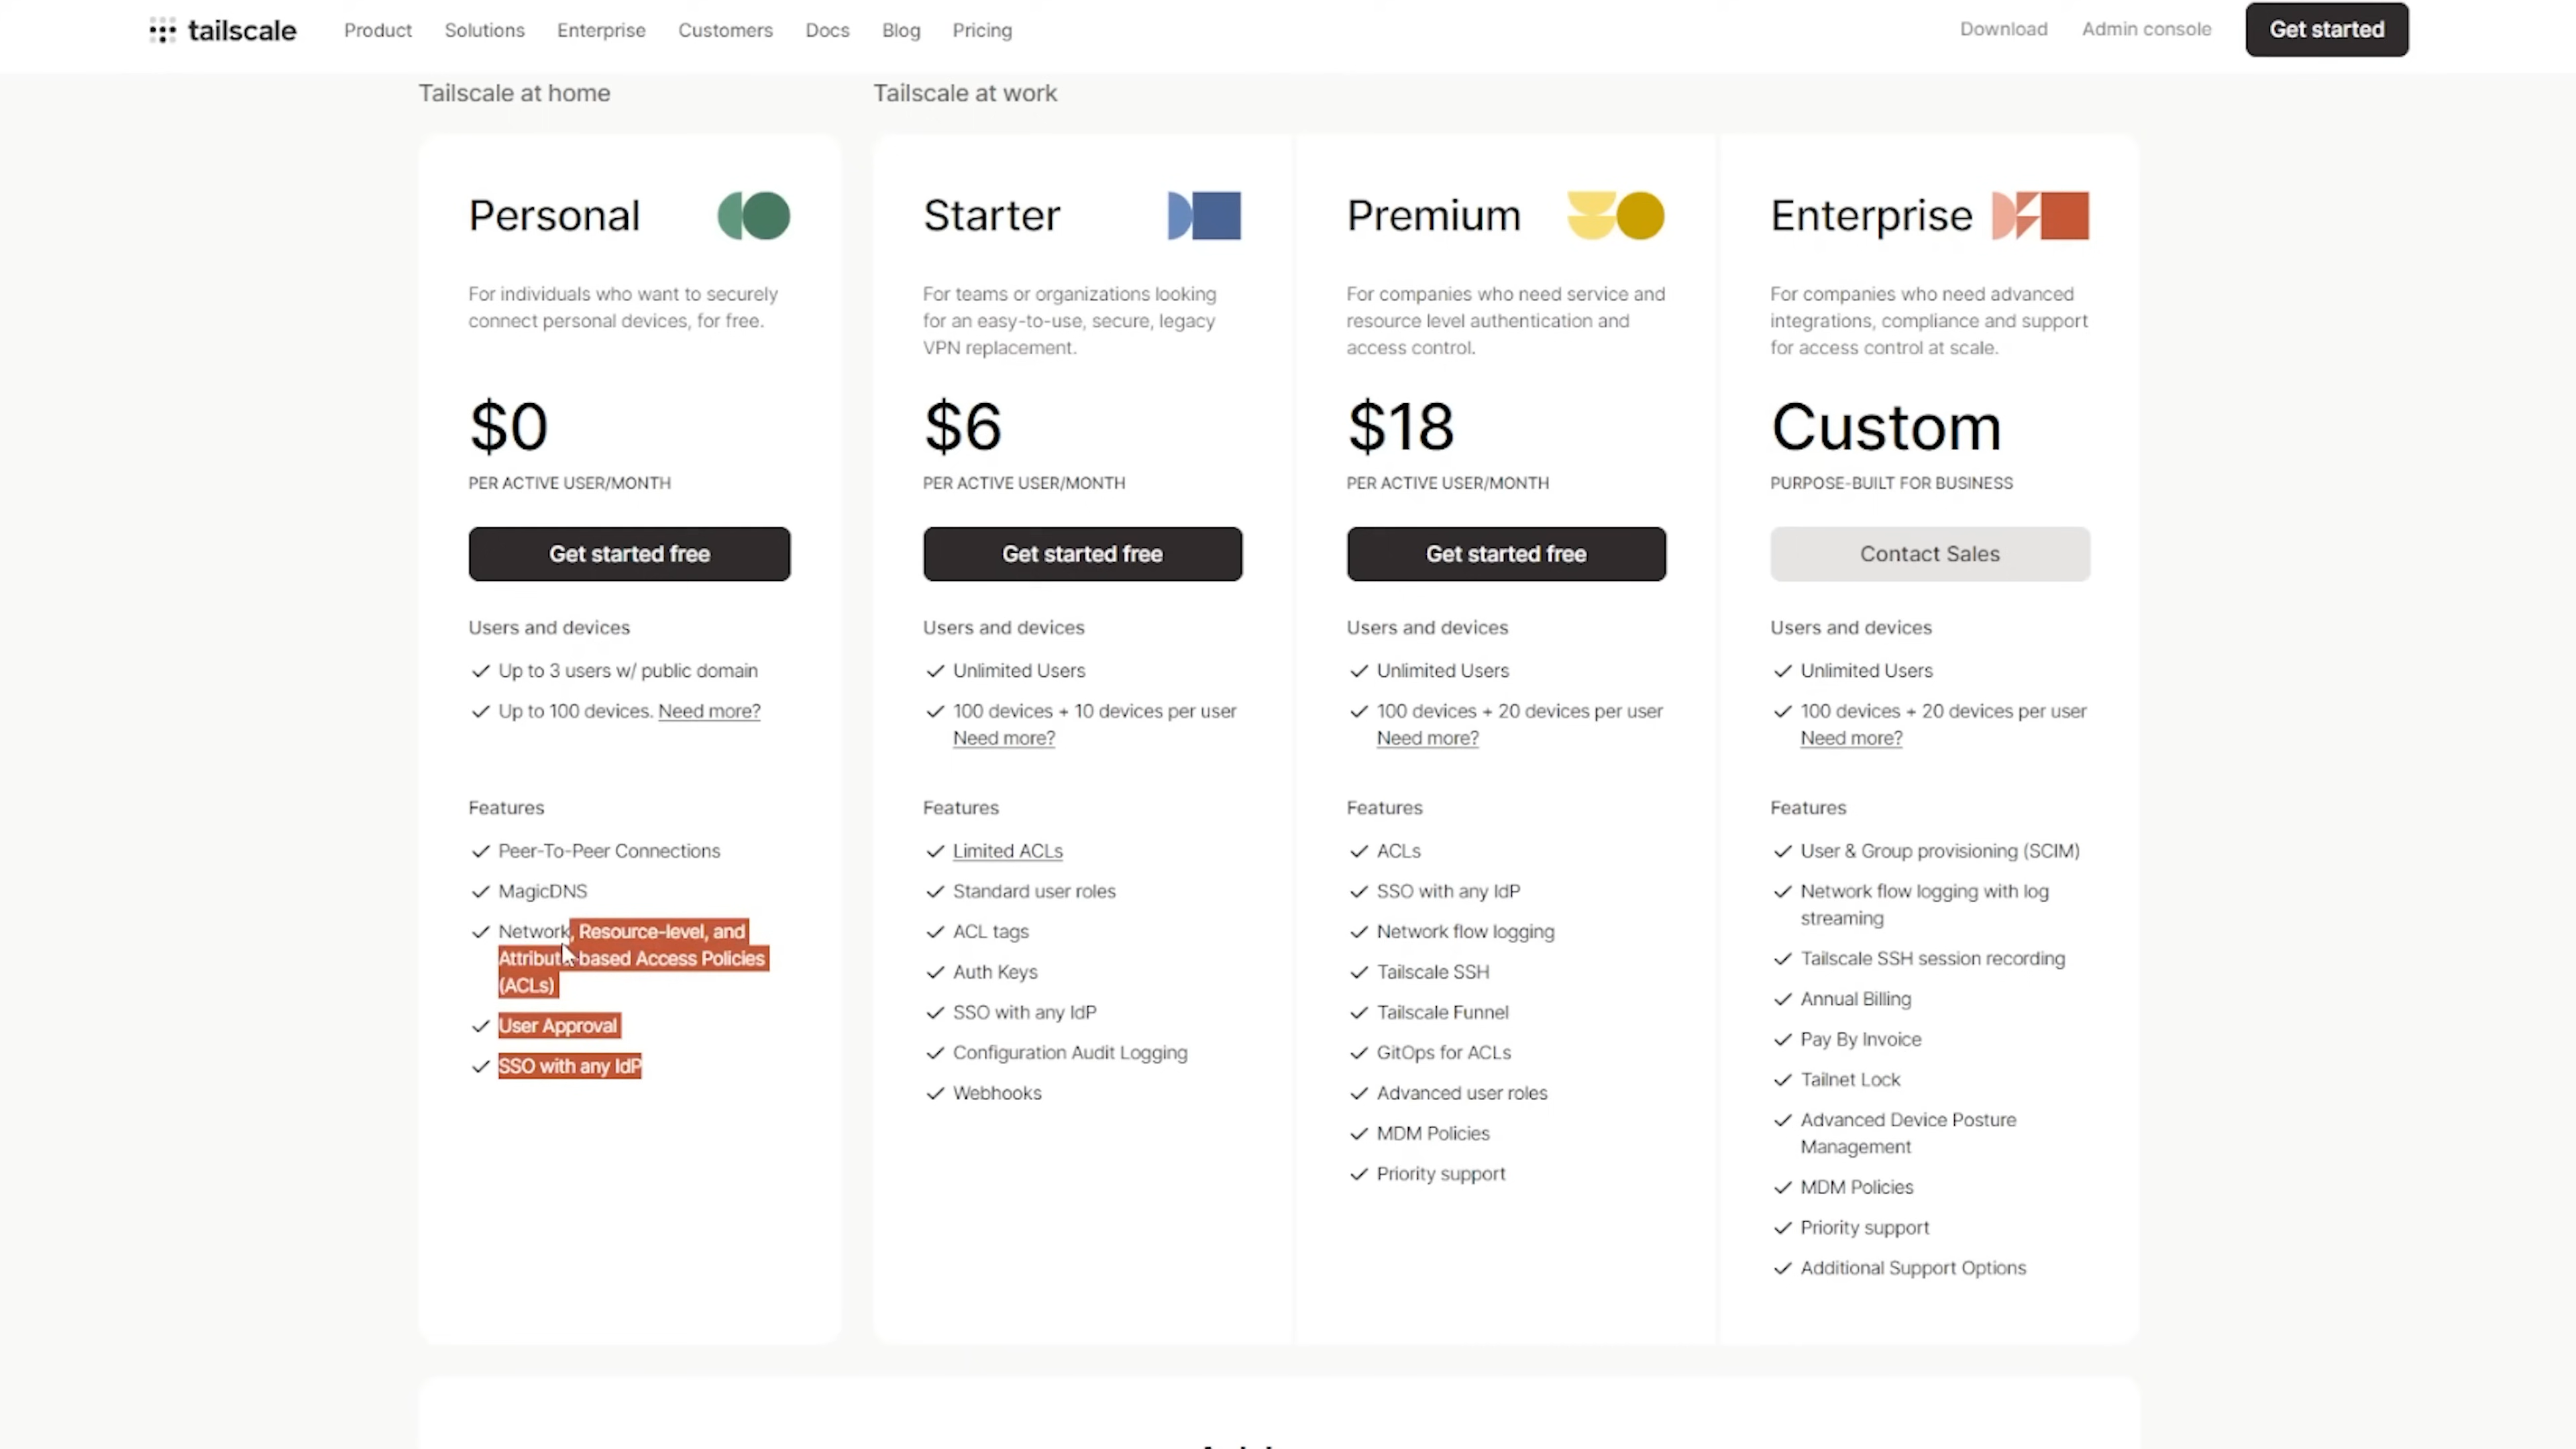 tailscale
Product
Solutions
Enterprise
Customers
Docs
Blog
Pricing
Download
Admin console
Get started
Tailscale at home
Tailscale at work
Personal
For individuals who want to securely
connect personal devices, for free.
$0
PER ACTIVE USER/MONTH
Get started free
Users and devices
Up to 3 users w/ public domain
Up to 100 devices. Need more?
Features
Peer-To-Peer Connections
MagicDNS
Network, Resource-level, and
Attribute-based Access Policies
(ACLs)
User Approval
SSO with any IdP
Starter
For teams or organizations looking
for an easy-to-use, secure, legacy
VPN replacement.
$6
PER ACTIVE USER/MONTH
Get started free
Users and devices
Unlimited Users
100 devices + 10 devices per user
Need more?
Features
Limited ACLs
Standard user roles
ACL tags
Auth Keys
SSO with any IdP
Configuration Audit Logging
Webhooks
Premium
For companies who need service and
resource level authentication and
access control.
$18
PER ACTIVE USER/MONTH
Get started free
Users and devices
Unlimited Users
100 devices + 20 devices per user
Need more?
Features
ACLs
SSO with any IdP
Network flow logging
Tailscale SSH
Tailscale Funnel
GitOps for ACLs
Advanced user roles
MDM Policies
Priority support
Enterprise
For companies who need advanced
integrations, compliance and support
for access control at scale.
Custom
PURPOSE-BUILT FOR BUSINESS
Contact Sales
Users and devices
Unlimited Users
100 devices + 20 devices per user
Need more?
Features
User & Group provisioning (SCIM)
Network flow logging with log
streaming
Tailscale SSH session recording
Annual Billing
Pay By Invoice
Tailnet Lock
Advanced Device Posture
Management
MDM Policies
Priority support
Additional Support Options